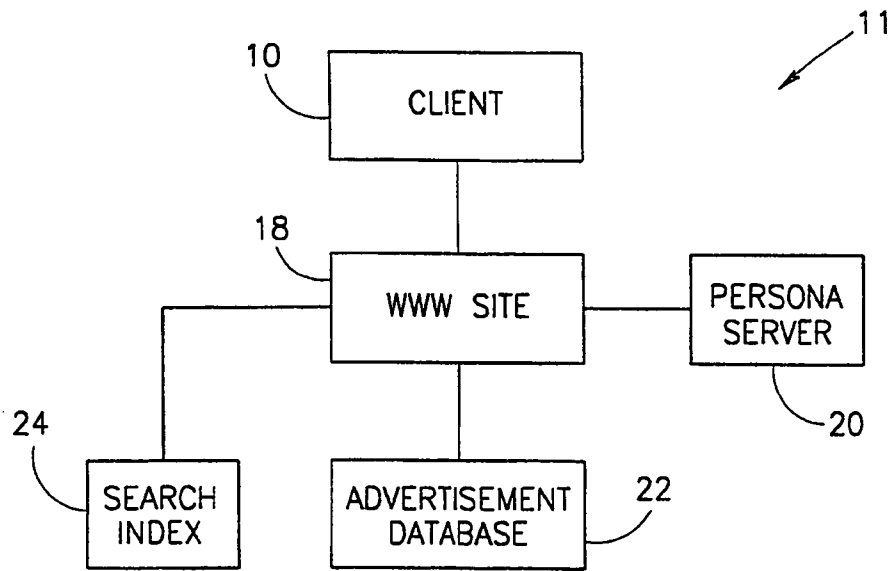 11
10
CLIENT
18
WWW SITE
PERSONA
SERVER
20
24
SEARCH
INDEX
ADVERTISEMENT
DATABASE
22